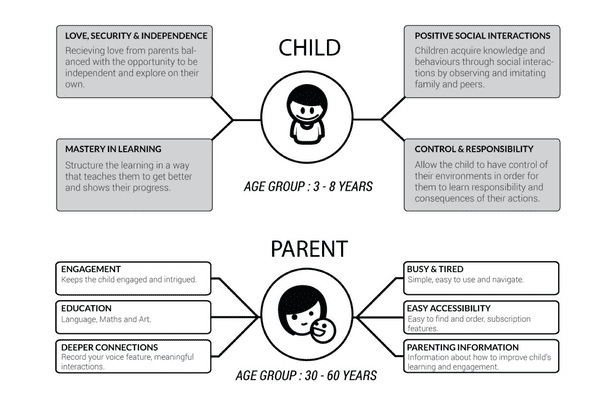 LOVE, SECURITY & INDEPENDENCE
Recieving love from parents bal-
anced with the opportunity to be
independent and explore on their
own.
CHILD
POSITIVE SOCIAL INTERACTIONS
Children acquire knowledge and
behaviours through social interac-
tions by observing and imitating
family and peers.
MASTERY IN LEARNING
Structure the learning in a way
that teaches them to get better
and shows their progress.
CONTROL & RESPONSIBILITY
Allow the child to have control of
their environments in order for
them to learn responsibility and
consequences of their actions.
AGE GROUP : 3 - 8 YEARS
PARENT
ENGAGEMENT
Keeps the child engaged and intrigued.
EDUCATION
Language, Maths and Art.
DEEPER CONNECTIONS
Record your voice feature, meaningful
interactions.
BUSY & TIRED
Simple, easy to use and navigate.
EASY ACCESSIBILITY
Easy to find and order, subscription
features.
PARENTING INFORMATION
Information about how to improve child's
learning and engagement.
AGE GROUP : 30 - 60 YEARS